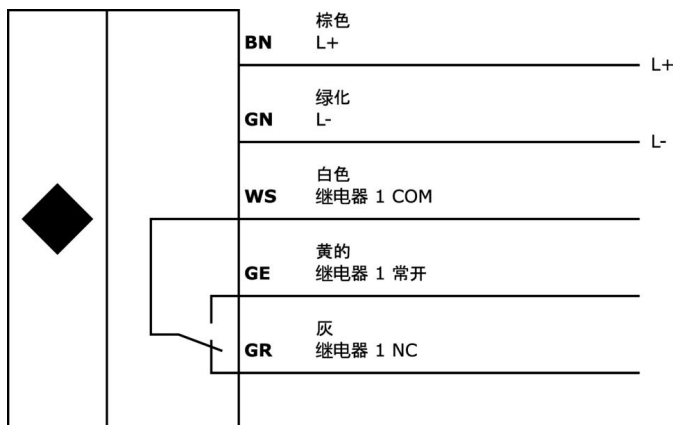 棕色
BN L+
L+
绿化
GN L-
L-
白色
WS 继电器 1 COM
黄的
GE 继电器 1 常开
灰
GR 继电器 1 NC